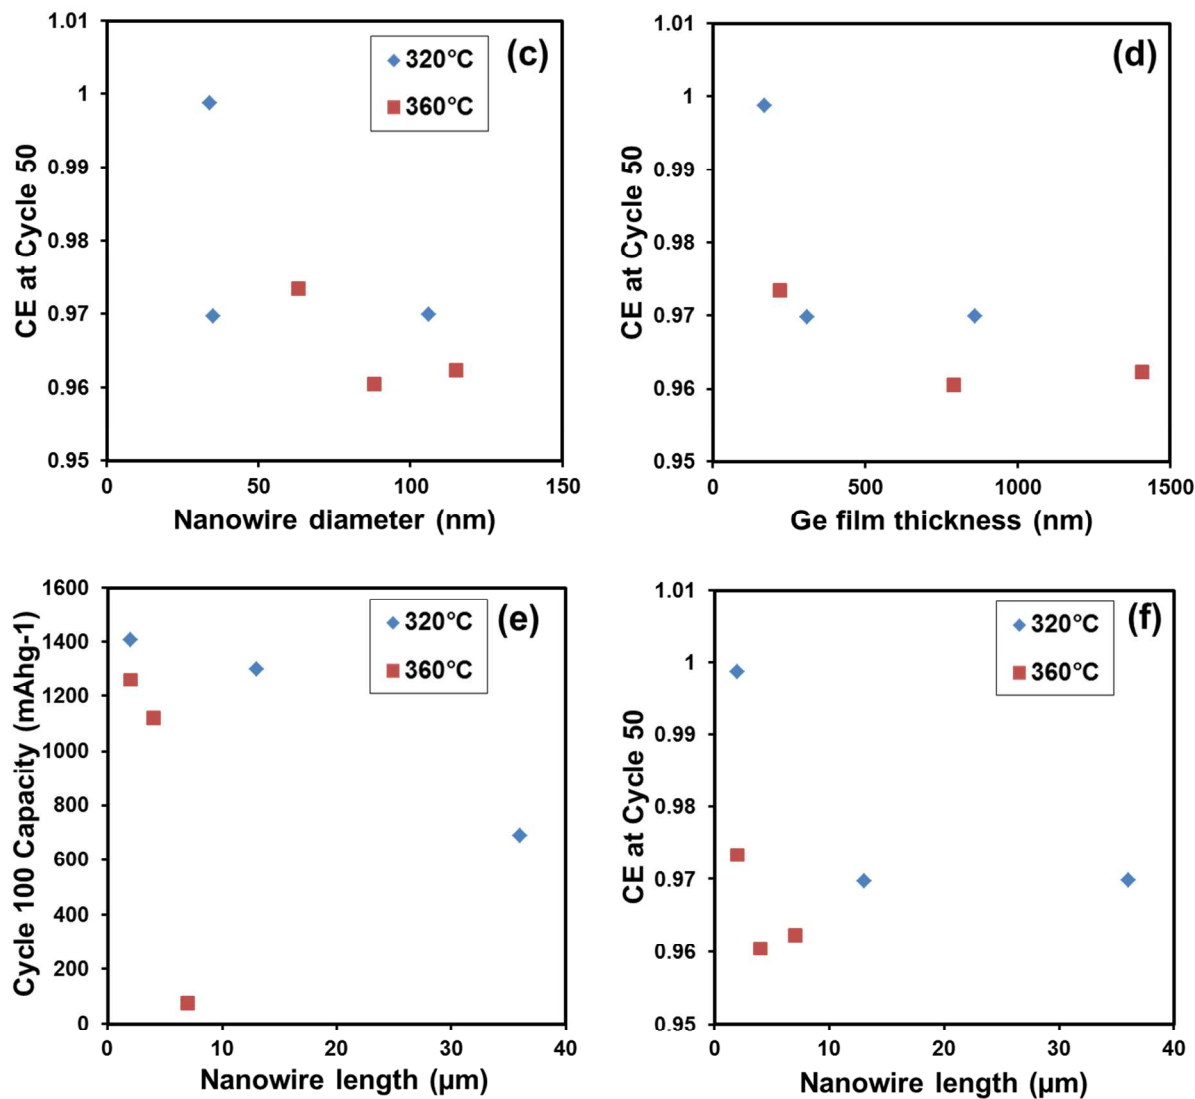 (c)
320°C
360°C
1.01
1
0.99
0.98
0.97
0.96
0.95
CE at Cycle 50
0
50
100
150
Nanowire diameter (nm)
(d)
1.01
1
0.99
0.98
0.97
0.96
0.95
CE at Cycle 50
0
500
1000
1500
Ge film thickness (nm)
(e)
320°C
360°C
1600
1400
1200
1000
800
600
400
200
0
Cycle 100 Capacity (mAhg-1)
0
10
20
30
40
Nanowire length (µm)
(f)
320°C
360°C
1.01
1
0.99
0.98
0.97
0.96
0.95
CE at Cycle 50
0
10
20
30
40
Nanowire length (µm)